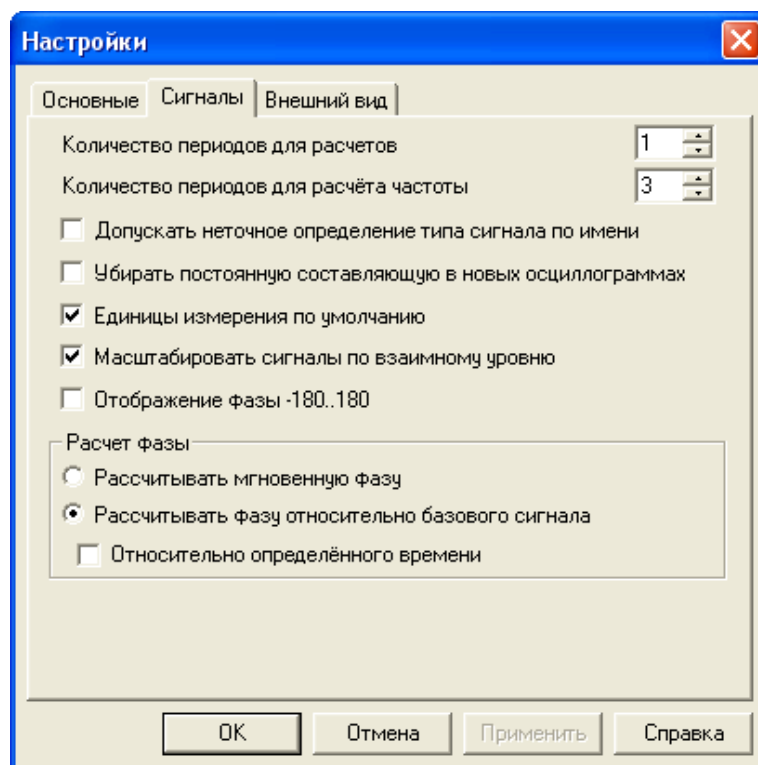 Настройки
Основные Сигналы Внешний вид
Количество периодов для расчетов 1
Количество периодов для расчёта частоты 3
Допускать неточное определение типа сигнала по имени
Убирать постоянную составляющую в новых осциллограммах
Единицы измерения по умолчанию
Масштабировать сигналы по взаимному уровню
Отображение фазы -180..180
Расчет фазы
Рассчитывать мгновенную фазу
Рассчитывать фазу относительно базового сигнала
Относительно определённого времени
OK Отмена Применить Справка